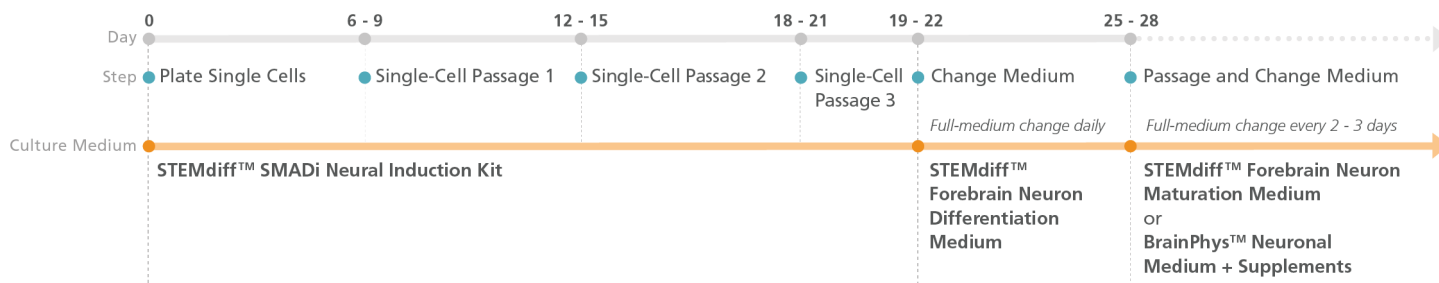 0 6 - 9 12 - 15 18 - 21 19 - 22 25 - 28
Day
Step Plate Single Cells Single-Cell Passage 1 Single-Cell Passage 2 Single-Cell Change Medium Passage and Change Medium
Passage 3
Full-medium change daily Full-medium change every 2 - 3 days
Culture Medium
STEMdiff™ SMADi Neural Induction Kit STEMdiff™ STEMdiff™ Forebrain Neuron
Forebrain Neuron Maturation Medium
Differentiation or
Medium BrainPhys™ Neuronal
Medium + Supplements